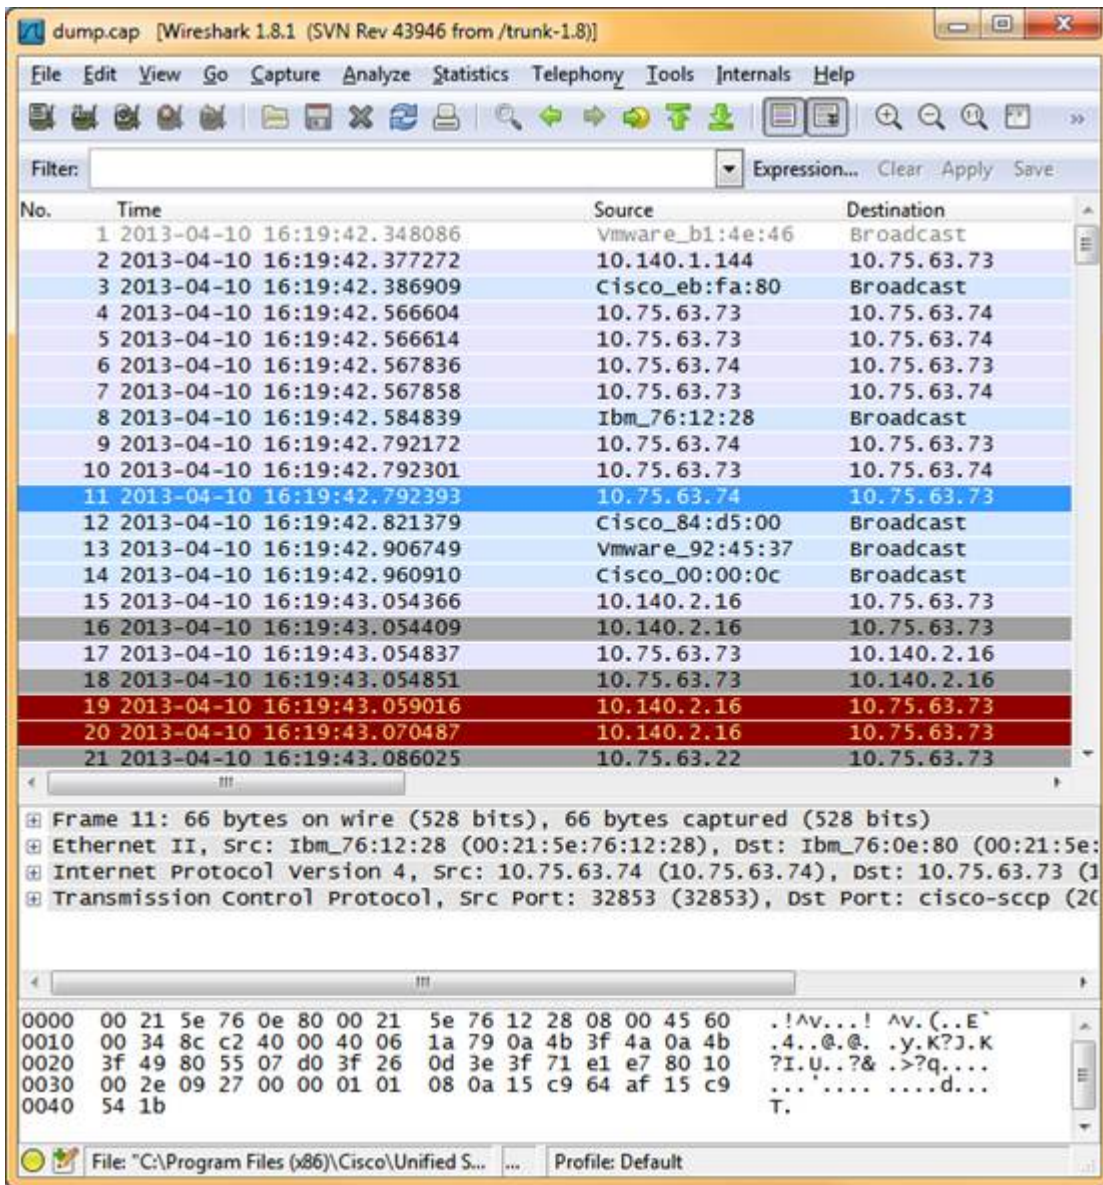 dump.cap [Wireshark 1.8.1 (SVN Rev 43946 from /trunk-1.8)]
File Edit View Go Capture Analyze Statistics Telephony Tools Internals Help
Filter: Expression... Clear Apply Save
No. Time Source Destination
1 2013-04-10 16:19:42.348086 Vmware_b1:4e:46 Broadcast
2 2013-04-10 16:19:42.377272 10.140.1.144 10.75.63.73
3 2013-04-10 16:19:42.386909 Cisco_eb:fa:80 Broadcast
4 2013-04-10 16:19:42.566604 10.75.63.73 10.75.63.74
5 2013-04-10 16:19:42.566614 10.75.63.73 10.75.63.74
6 2013-04-10 16:19:42.567836 10.75.63.74 10.75.63.73
7 2013-04-10 16:19:42.567858 10.75.63.73 10.75.63.74
8 2013-04-10 16:19:42.584839 Ibm_76:12:28 Broadcast
9 2013-04-10 16:19:42.792172 10.75.63.74 10.75.63.73
10 2013-04-10 16:19:42.792301 10.75.63.73 10.75.63.74
11 2013-04-10 16:19:42.792393 10.75.63.74 10.75.63.73
12 2013-04-10 16:19:42.821379 Cisco_84:d5:00 Broadcast
13 2013-04-10 16:19:42.906749 Vmware_92:45:37 Broadcast
14 2013-04-10 16:19:42.960910 Cisco_00:00:0c Broadcast
15 2013-04-10 16:19:43.054366 10.140.2.16 10.75.63.73
16 2013-04-10 16:19:43.054409 10.140.2.16 10.75.63.73
17 2013-04-10 16:19:43.054837 10.75.63.73 10.140.2.16
18 2013-04-10 16:19:43.054851 10.75.63.73 10.140.2.16
19 2013-04-10 16:19:43.059016 10.140.2.16 10.75.63.73
20 2013-04-10 16:19:43.070487 10.140.2.16 10.75.63.73
21 2013-04-10 16:19:43.086025 10.75.63.22 10.75.63.73
Frame 11: 66 bytes on wire (528 bits), 66 bytes captured (528 bits)
Ethernet II, Src: Ibm_76:12:28 (00:21:5e:76:12:28), Dst: Ibm_76:0e:80 (00:21:5e:
Internet Protocol Version 4, Src: 10.75.63.74 (10.75.63.74), Dst: 10.75.63.73 (1
Transmission Control Protocol, Src Port: 32853 (32853), Dst Port: cisco-sccp (20
0000 00 21 5e 76 0e 80 00 21 5e 76 12 28 08 00 45 60 .!^v...! ^v.(..E`
0010 00 34 8c c2 40 00 40 06 1a 79 0a 4b 3f 4a 0a 4b .4..@.@. .y.K?J.K
0020 3f 49 80 55 07 d0 3f 26 0d 3e 3f 71 e1 e7 80 10 ?I.U..?& .>?q....
0030 00 2e 09 27 00 00 01 01 08 0a 15 c9 64 af 15 c9 ...'.... ....d...
0040 54 1b T.
File: "C:\Program Files (x86)\Cisco\Unified S... ... Profile: Default